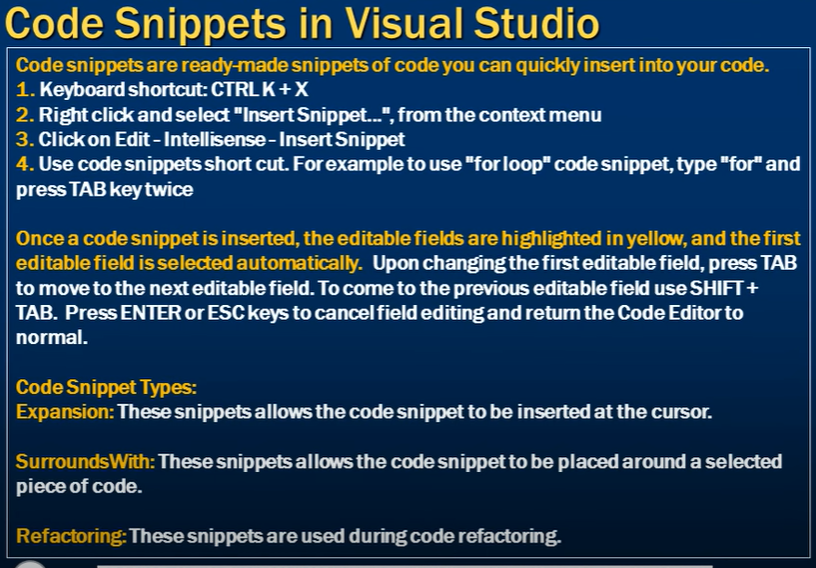 Code Snippets in Visual Studio
Code snippets are ready-made snippets of code you can quickly insert into your code.
1. Keyboard shortcut: CTRL K + X
2. Right click and select "Insert Snippet...", from the context menu
3. Click on Edit - Intellisense - Insert Snippet
4. Use code snippets short cut. For example to use "for loop" code snippet, type "for" and
press TAB key twice
Once a code snippet is inserted, the editable fields are highlighted in yellow, and the first
editable field is selected automatically. Upon changing the first editable field, press TAB
to move to the next editable field. To come to the previous editable field use SHIFT +
TAB. Press ENTER or ESC keys to cancel field editing and return the Code Editor to
normal.
Code Snippet Types:
Expansion: These snippets allows the code snippet to be inserted at the cursor.
SurroundsWith: These snippets allows the code snippet to be placed around a selected
piece of code.
Refactoring: These snippets are used during code refactoring.